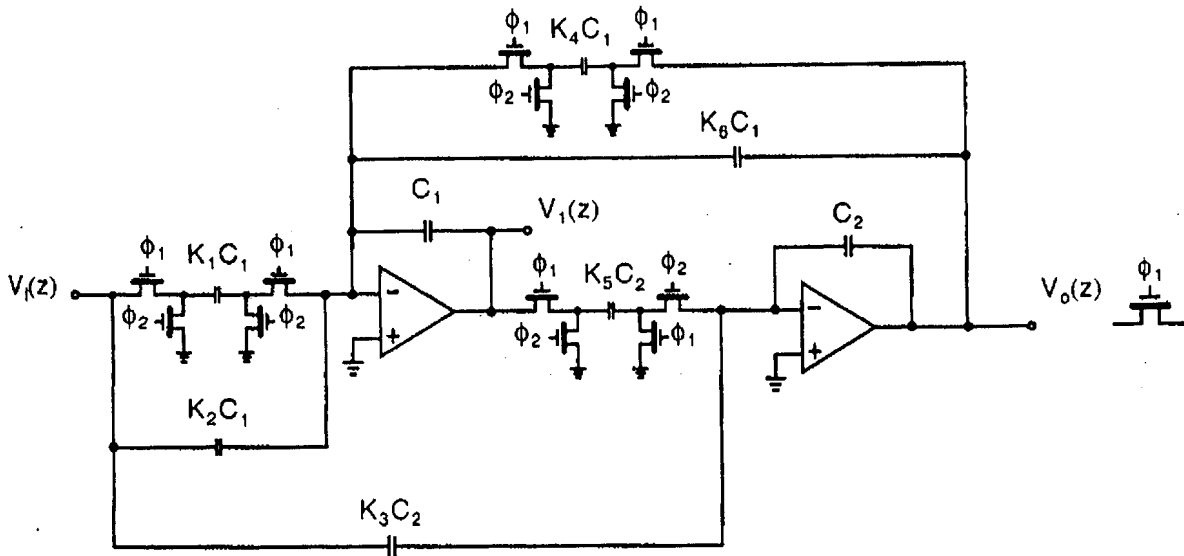 ϕ₁ K₄C₁ ϕ₁
ϕ₂ ϕ₂
K₆C₁
C₁
V₁(z)
C₂
ϕ₁ K₁C₁ ϕ₁
Vᵢ(z)
ϕ₂ ϕ₂
ϕ₁ K₅C₂ ϕ₂
ϕ₂ ϕ₁
V₀(z)
ϕ₁
- +
- +
K₂C₁
K₃C₂